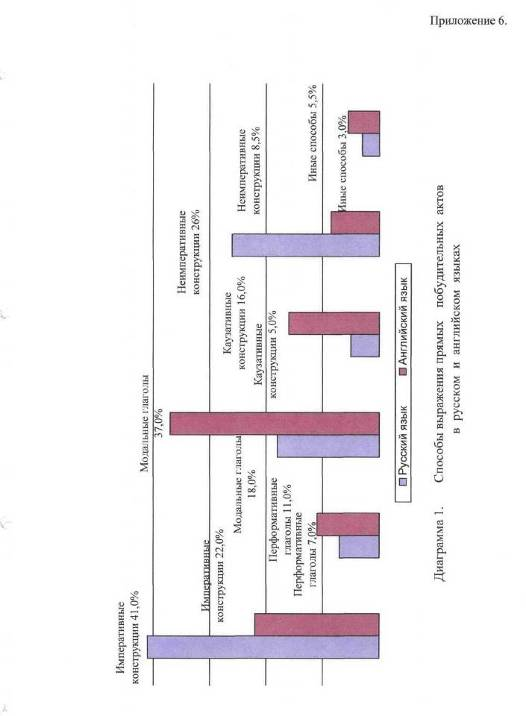 Приложение 6.
Императивные
конструкции 41,0%
Императивные
конструкции 22,0%
Перформативные
глаголы 11,0%
Перформативные
глаголы 7,0%
Модальные глаголы
37,0%
Модальные глаголы
18,0%
Каузативные
конструкции 16,0%
Каузативные
конструкции 5,0%
Неимперативные
конструкции 26%
Неимперативные
конструкции 8,5%
Иные способы 5,5%
Иные способы 3,0%
Русский язык
Английский язык
Диаграмма 1. Способы выражения прямых побудительных актов
в русском и английском языках